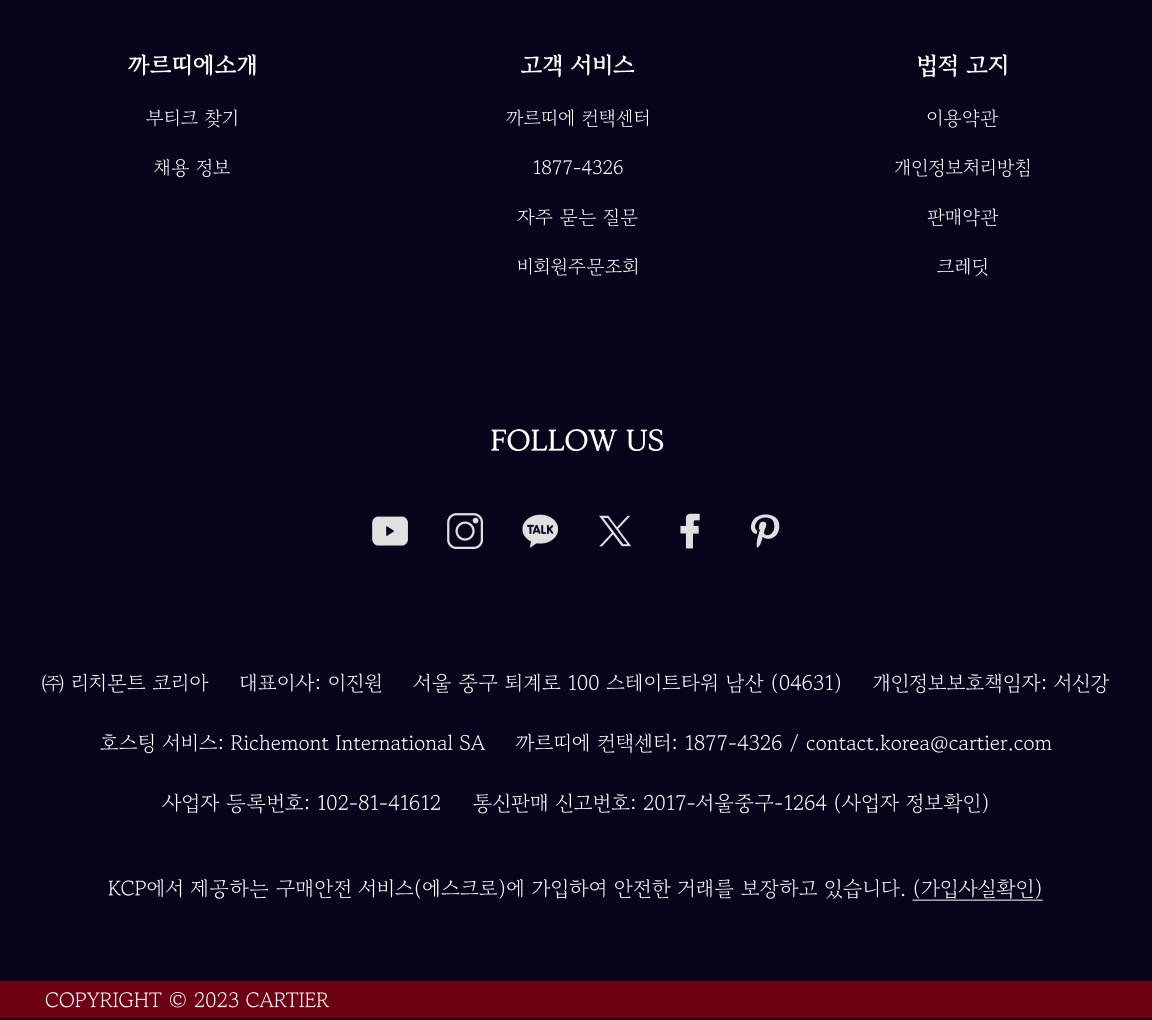 까르띠에소개
부티크 찾기
채용 정보
고객 서비스
까르띠에 컨택센터
1877-4326
자주 묻는 질문
비회원주문조회
법적 고지
이용약관
개인정보처리방침
판매약관
크레딧
FOLLOW US
TALK
㈜ 리치몬트 코리아 대표이사: 이진원 서울 중구 퇴계로 100 스테이트타워 남산 (04631) 개인정보보호책임자: 서신강
호스팅 서비스: Richemont International SA 까르띠에 컨택센터: 1877-4326 / contact.korea@cartier.com
사업자 등록번호: 102-81-41612 통신판매 신고번호: 2017-서울중구-1264 (사업자 정보확인)
KCP에서 제공하는 구매안전 서비스(에스크로)에 가입하여 안전한 거래를 보장하고 있습니다. (가입사실확인)
COPYRIGHT © 2023 CARTIER